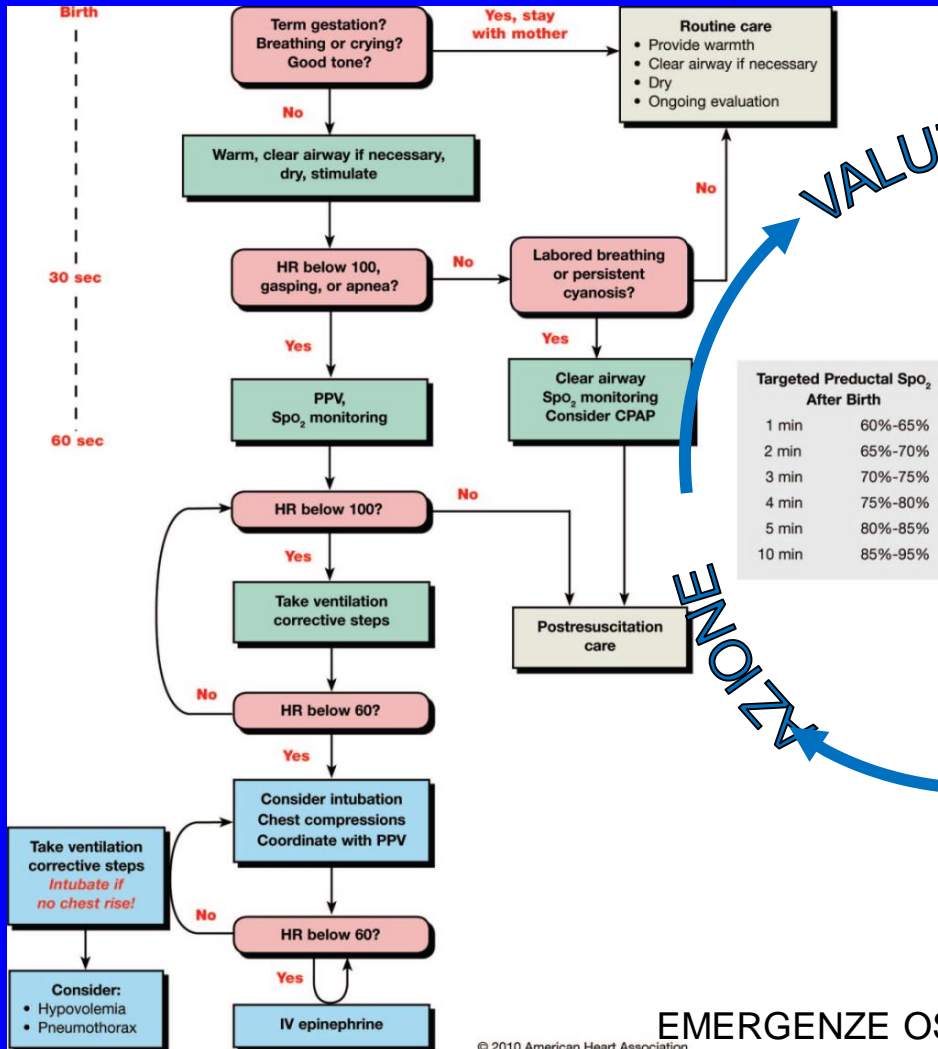 Birth
Term gestation?
Breathing or crying?
Good tone?
Yes, stay
with mother
Routine care
• Provide warmth
• Clear airway if necessary
• Dry
• Ongoing evaluation
No
Warm, clear airway if necessary,
dry, stimulate
No
30 sec
HR below 100,
gasping, or apnea?
No
Labored breathing
or persistent
cyanosis?
Yes
Yes
PPV,
Spo₂ monitoring
Clear airway
Spo₂ monitoring
Consider CPAP
60 sec
Targeted Preductal Spo₂
After Birth
1 min 60%-65%
2 min 65%-70%
3 min 70%-75%
4 min 75%-80%
5 min 80%-85%
10 min 85%-95%
HR below 100?
No
Yes
Take ventilation
corrective steps
Postresuscitation
care
No
HR below 60?
Yes
Consider intubation
Chest compressions
Coordinate with PPV
Take ventilation
corrective steps
Intubate if
no chest rise!
No
HR below 60?
Yes
Consider:
• Hypovolemia
• Pneumothorax
IV epinephrine
VALU
AZIONE
© 2010 American Heart Association
EMERGENZE OS